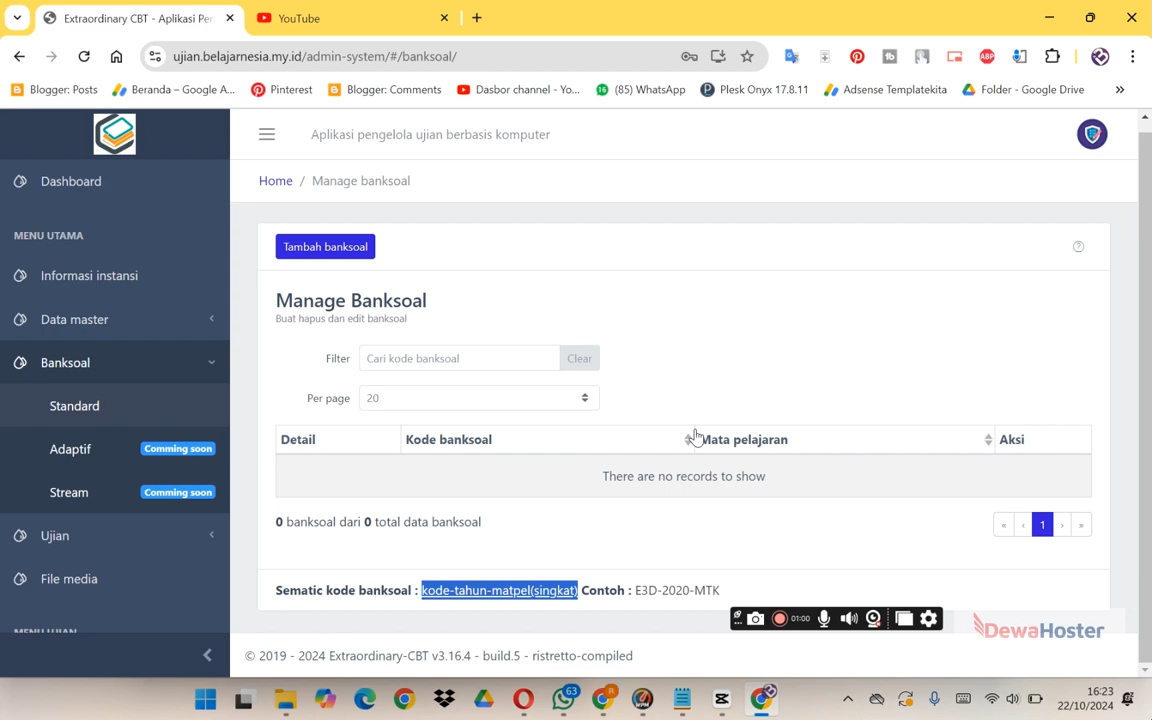 Extraordinary CBT - Aplikasi Pen
YouTube
ujian.belajarnesia.my.id/admin-system/#/banksoal/
Blogger: Posts
Beranda – Google A...
Pinterest
Blogger: Comments
Dasbor channel - Yo...
(85) WhatsApp
Plesk Onyx 17.8.11
Adsense Templatekita
Folder - Google Drive
»
Aplikasi pengelola ujian berbasis komputer
Dashboard
Home / Manage banksoal
MENU UTAMA
Tambah banksoal
Informasi instansi
Manage Banksoal
Buat hapus dan edit banksoal
Data master
Filter Cari kode banksoal Clear
Banksoal
Per page 20
Standard
Detail Kode banksoal Mata pelajaran Aksi
Adaptif Comming soon
There are no records to show
Stream Comming soon
0 banksoal dari 0 total data banksoal
« ‹ 1 › »
Ujian
File media
Sematic kode banksoal : kode-tahun-matpel(singkat) Contoh : E3D-2020-MTK
01:00
DewaHoster
MENU UJIAN
© 2019 - 2024 Extraordinary-CBT v3.16.4 - build.5 - ristretto-compiled
63
16:23
22/10/2024